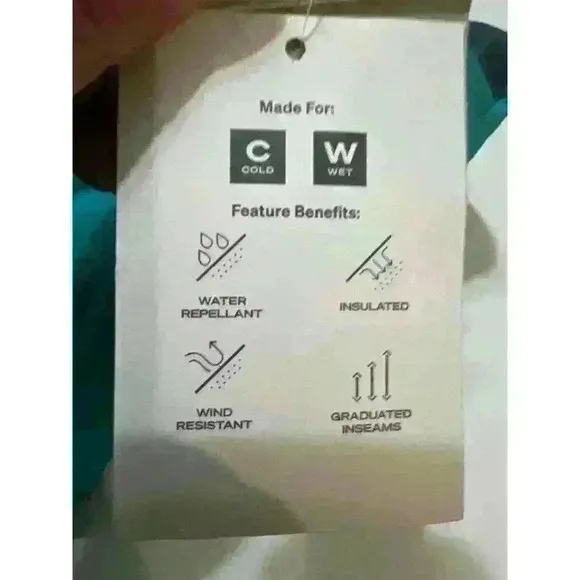 Made For:
C W
COLD WET
Feature Benefits:
WATER
REPELLANT
INSULATED
WIND
RESISTANT
GRADUATED
INSEAMS